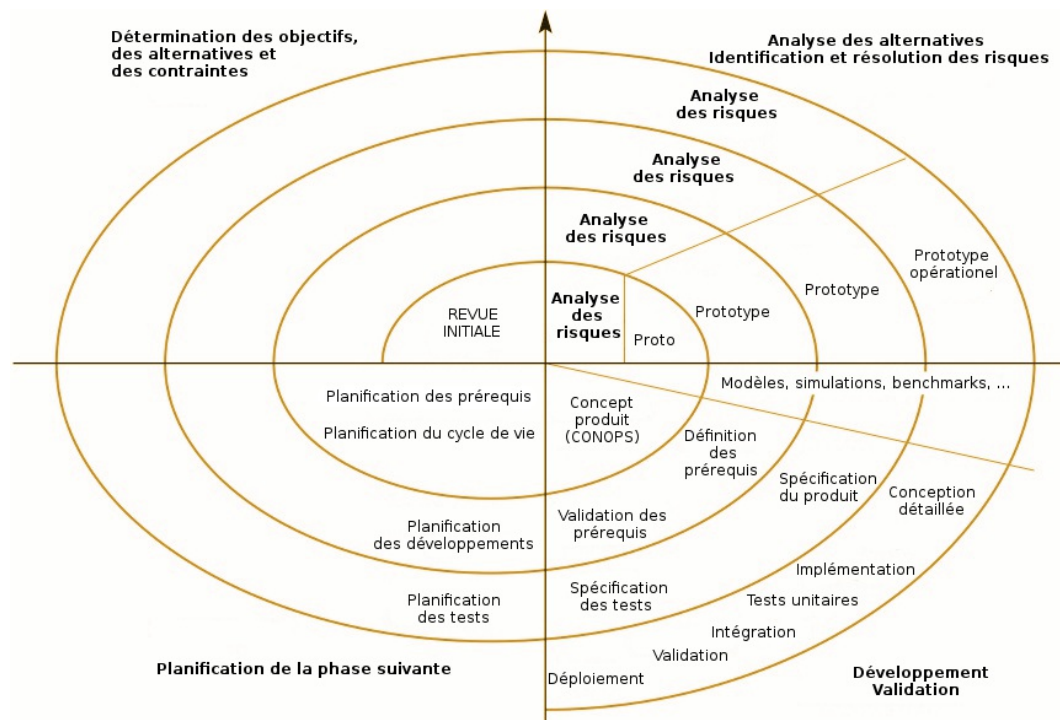 Détermination des objectifs,
des alternatives et
des contraintes
Analyse des alternatives
Identification et résolution des risques
Analyse
des risques
Analyse
des risques
Analyse
des risques
Prototype
opérationel
Prototype
Prototype
Analyse
des
risques
Proto
REVUE
INITIALE
Modèles, simulations, benchmarks, ...
Planification des prérequis
Planification du cycle de vie
Concept
produit
(CONOPS)
Définition
des
prérequis
Spécification
du produit
Conception
détaillée
Planification
des développements
Validation des
prérequis
Implémentation
Planification
des tests
Spécification
des tests
Tests unitaires
Intégration
Validation
Déploiement
Planification de la phase suivante
Développement
Validation